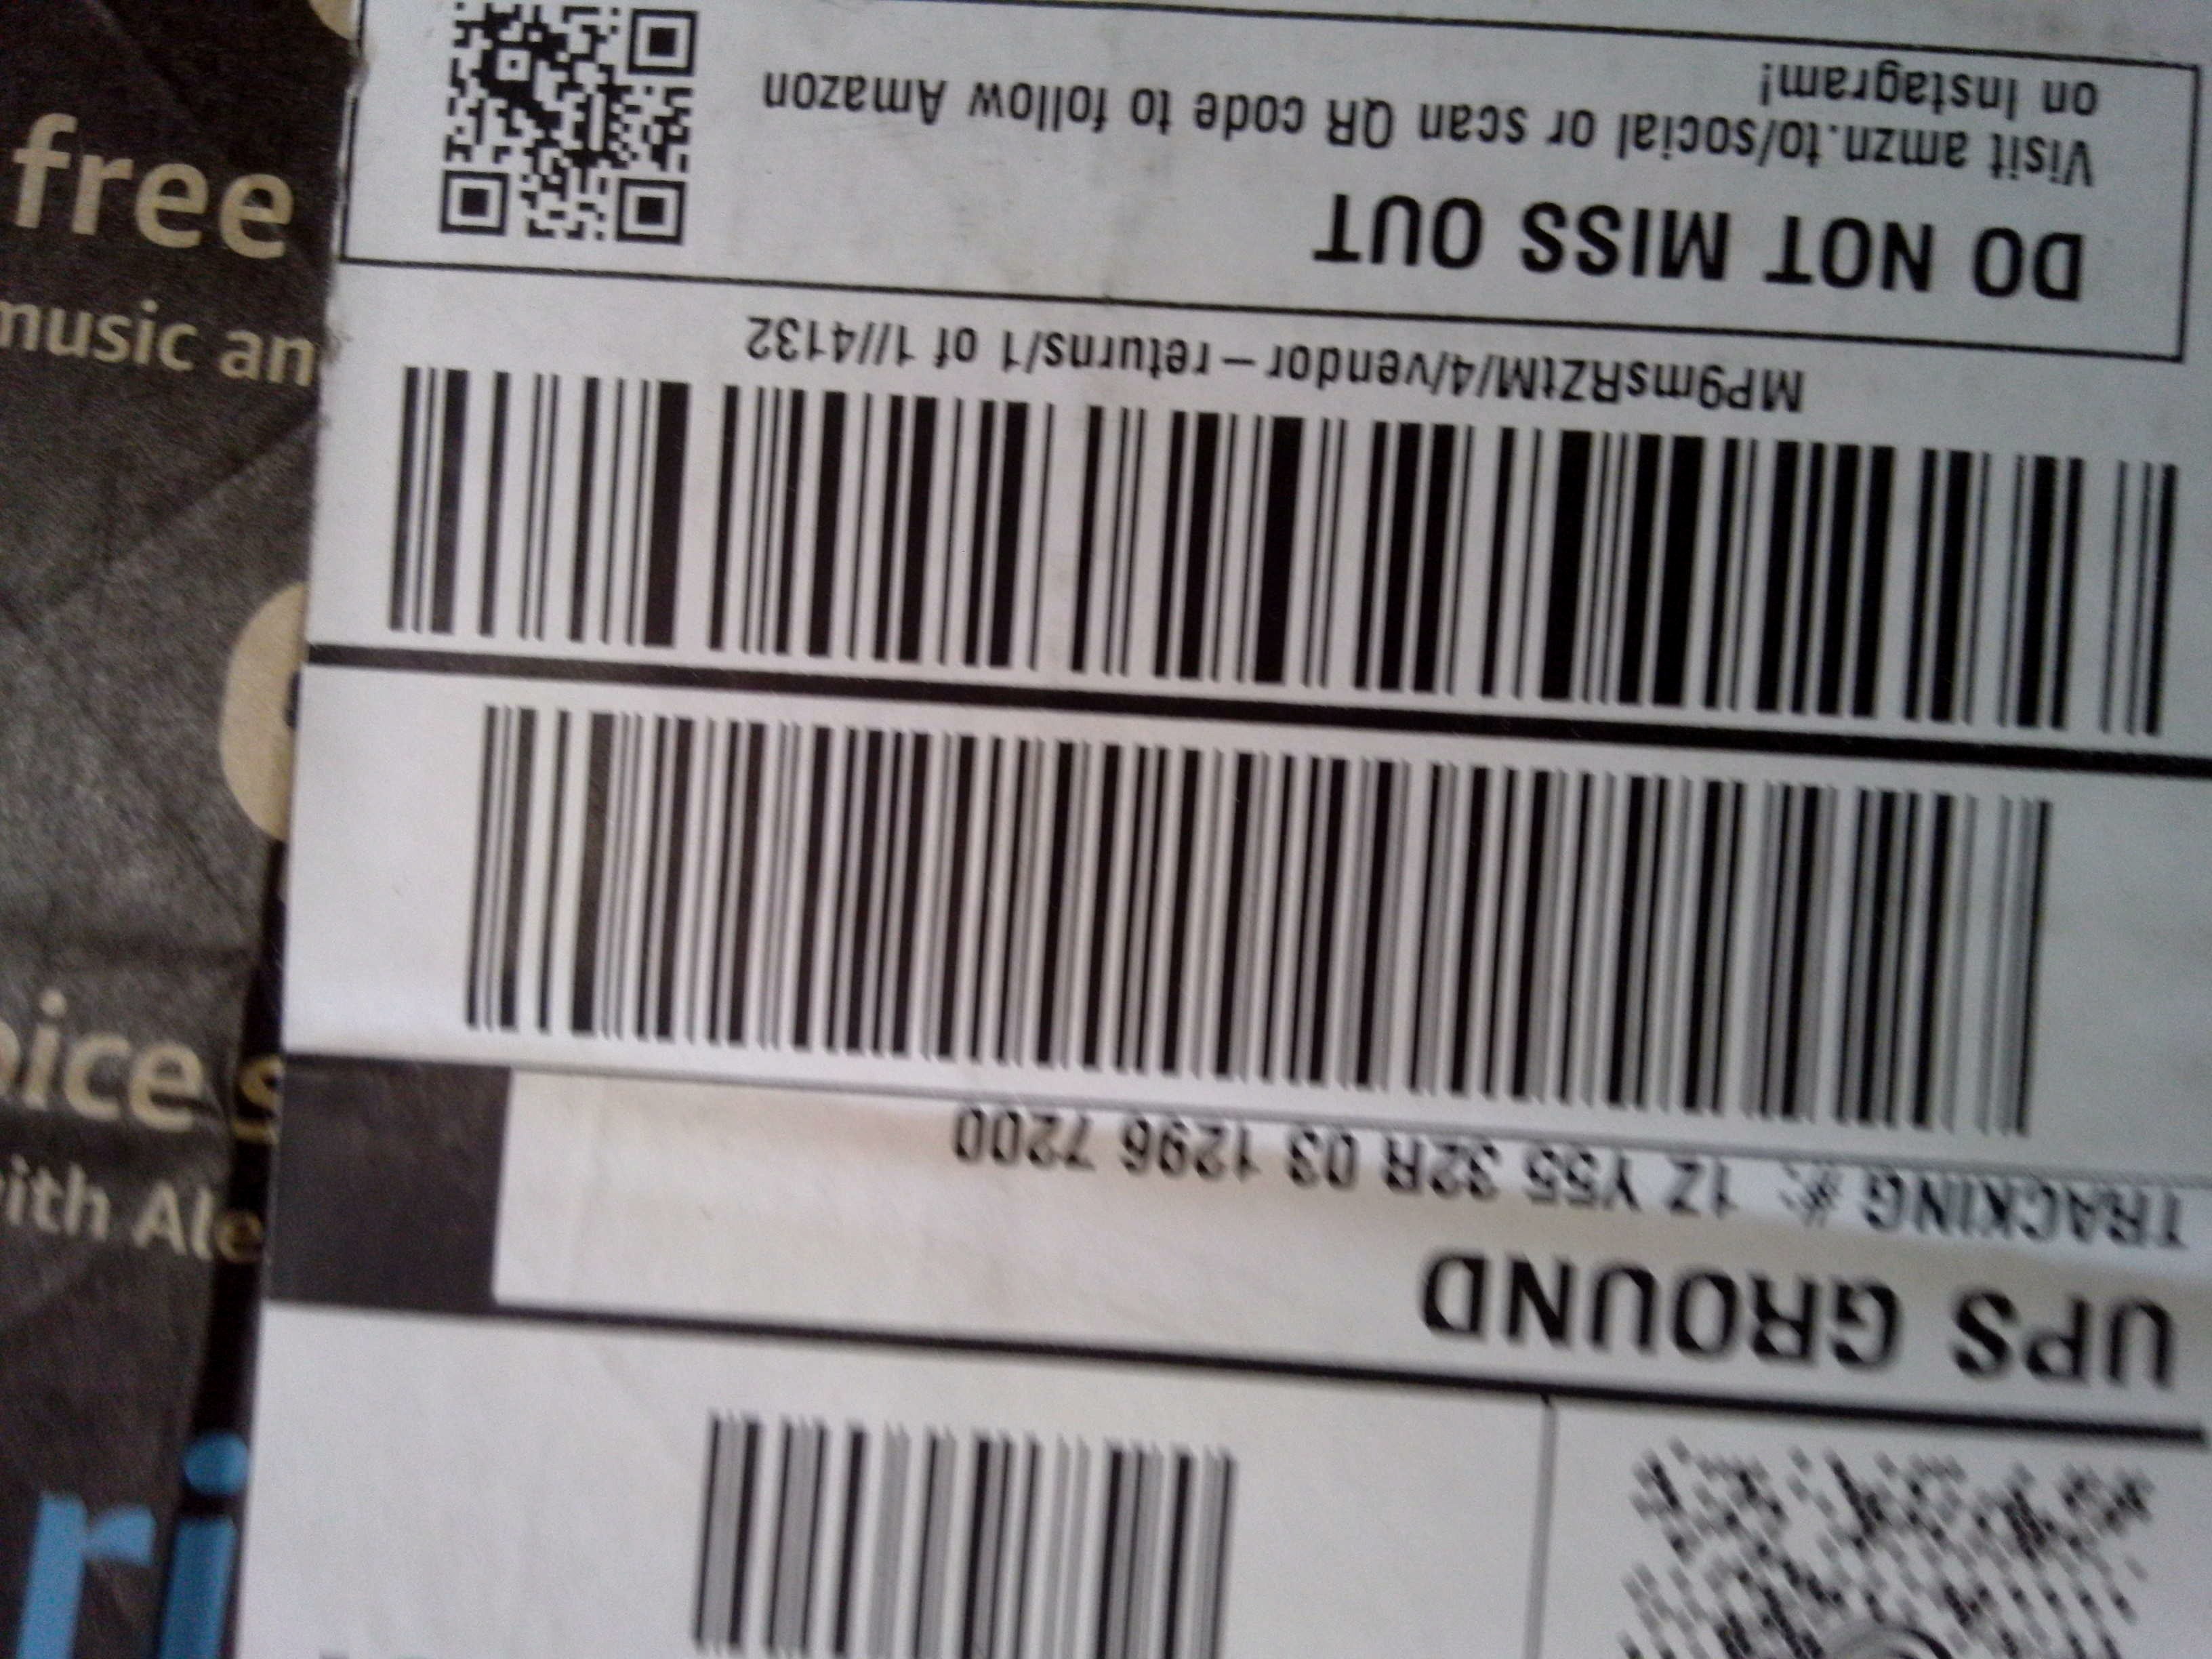 UPS GROUND
TRACKING #: 1Z Y55 32R 03 1296 7200
MP9msRZtM/4/vendor – returns/1 of 1//4132
DO NOT MISS OUT
Visit amzn.to/social or scan QR code to follow Amazon
on Instagram!
free
music an
oice s
ith Ale
ri